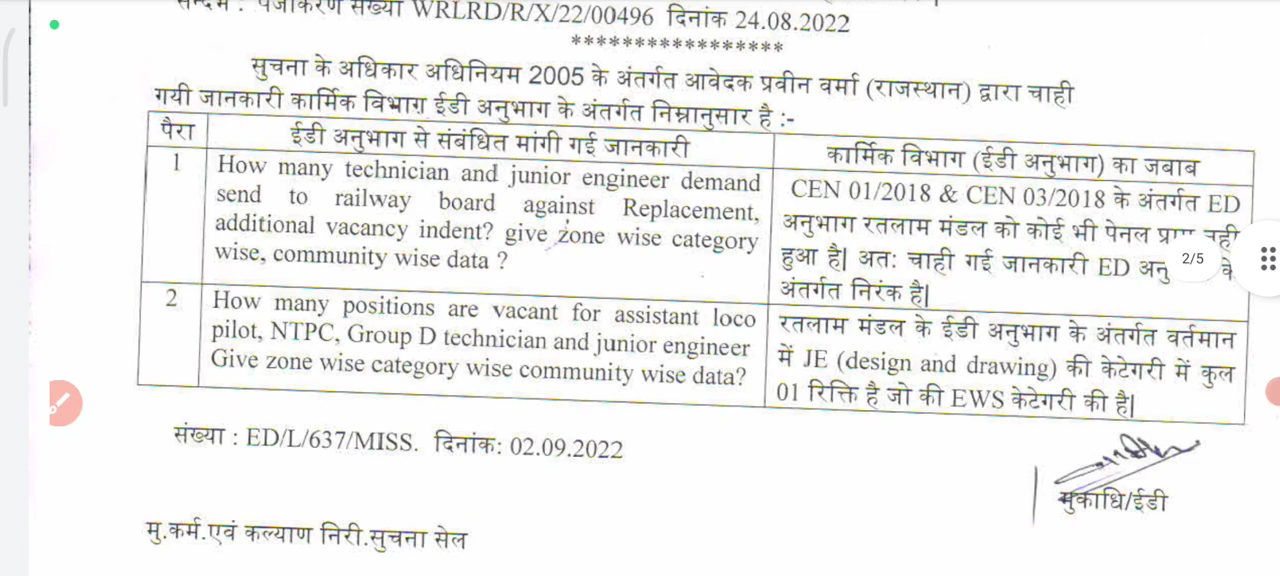 सन्दर्भ : पंजीकरण संख्या WRLRD/R/X/22/00496 दिनांक 24.08.2022
*****************
सुचना के अधिकार अधिनियम 2005 के अंतर्गत आवेदक प्रवीन वर्मा (राजस्थान) द्वारा चाही
गयी जानकारी कार्मिक विभाग़ ईडी अनुभाग के अंतर्गत निम्नानुसार है :-
पैरा
ईडी अनुभाग से संबंधित मांगी गई जानकारी
कार्मिक विभाग (ईडी अनुभाग) का जवाब
1
How many technician and junior engineer demand
send to railway board against Replacement,
additional vacancy indent? give zone wise category
wise, community wise data ?
CEN 01/2018 & CEN 03/2018 के अंतर्गत ED
अनुभाग रतलाम मंडल को कोई भी पेनल नही
हुआ है| अतः चाही गई जानकारी ED के
अंतर्गत निरंक है|
2/5
2
How many positions are vacant for assistant loco
pilot, NTPC, Group D technician and junior engineer
Give zone wise category wise community wise data?
रतलाम मंडल के ईडी अनुभाग के अंतर्गत वर्तमान
में JE (design and drawing) की केटेगरी में कुल
01 रिक्ति है जो की EWS केटेगरी की है|
संख्या : ED/L/637/MISS. दिनांक: 02.09.2022
मुकाधि/ईडी
मु.कर्म.एवं कल्याण निरी.सुचना सेल